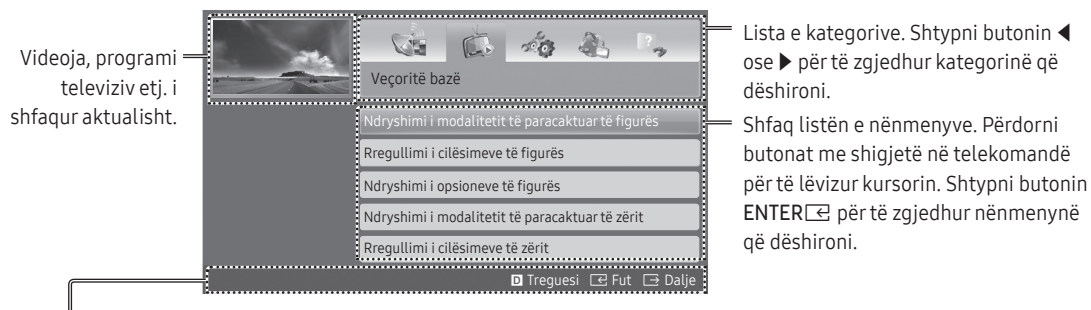 Videoja, programi
televiziv etj. i
shfaqur aktualisht.
Veçoritë bazë
Ndryshimi i modalitetit të paracaktuar të figurës
Rregullimi i cilësimeve të figurës
Ndryshimi i opsioneve të figurës
Ndryshimi i modalitetit të paracaktuar të zërit
Rregullimi i cilësimeve të zërit
D Treguesi Fut Dalje
Lista e kategorive. Shtypni butonin ◀
ose ▶ për të zgjedhur kategorinë që
dëshironi.
Shfaq listën e nënmenyve. Përdorni
butonat me shigjetë në telekomandë
për të lëvizur kursorin. Shtypni butonin
ENTER për të zgjedhur nënmenynë
që dëshironi.